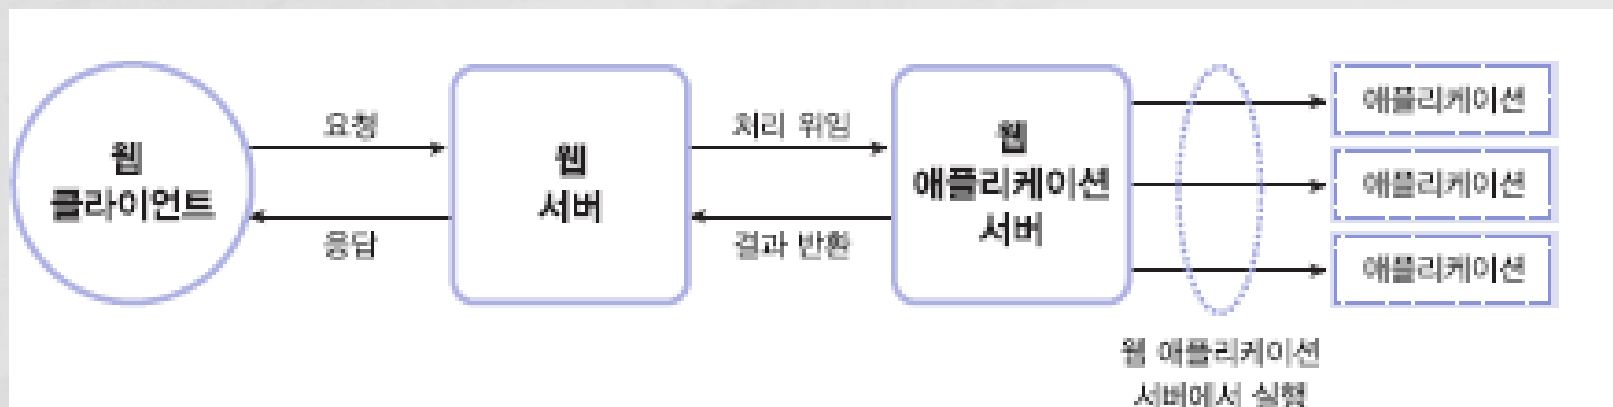 웹
클라이언트
요청
응답
웹
서버
처리 위임
결과 반환
웹
애플리케이션
서버
애플리케이션
애플리케이션
애플리케이션
웹 애플리케이션
서버에서 실행